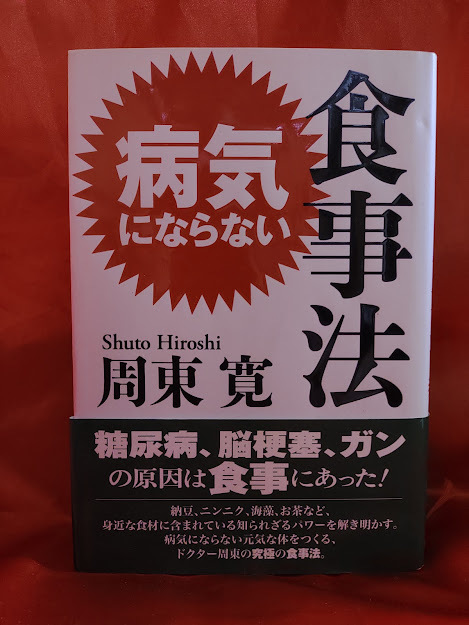 病気
にならない
食事法
Shuto Hiroshi
周東 寛
糖尿病、脳梗塞、ガン
の原因は食事にあった!
納豆、ニンニク、海藻、お茶など、
身近な食材に含まれている知られざるパワーを解き明かす。
病気にならない元気な体をつくる、
ドクター周東の究極の食事法。